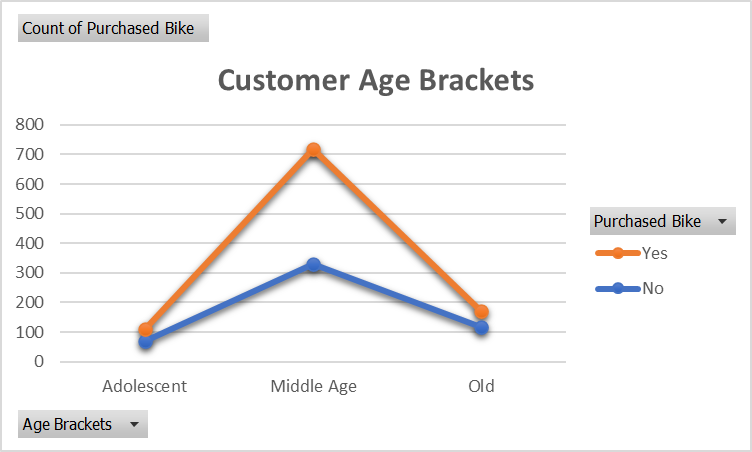 Count of Purchased Bike
Customer Age Brackets
800
700
600
500
400
300
200
100
0
Adolescent Middle Age Old
Purchased Bike
Yes
No
Age Brackets